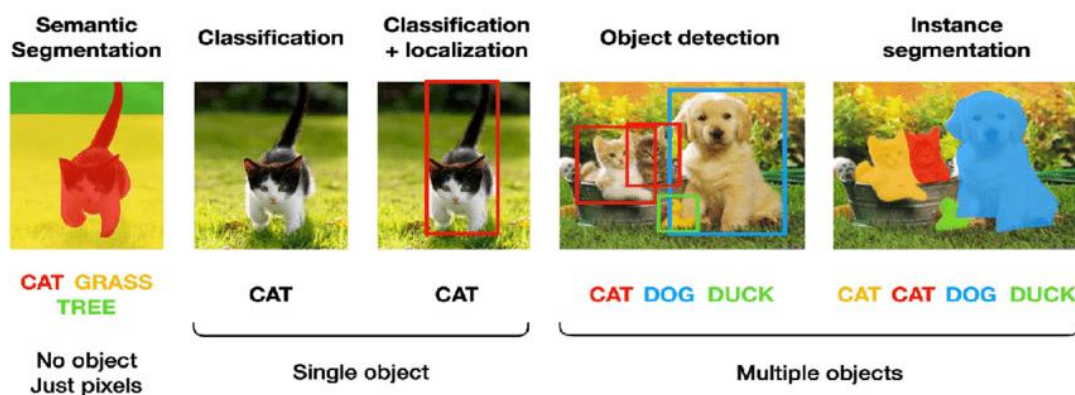 Semantic
Segmentation
Classification
Classification
+ localization
Object detection
Instance
segmentation
CAT GRASS
TREE
CAT
CAT
CAT DOG DUCK
CAT CAT DOG DUCK
No object
Just pixels
Single object
Multiple objects